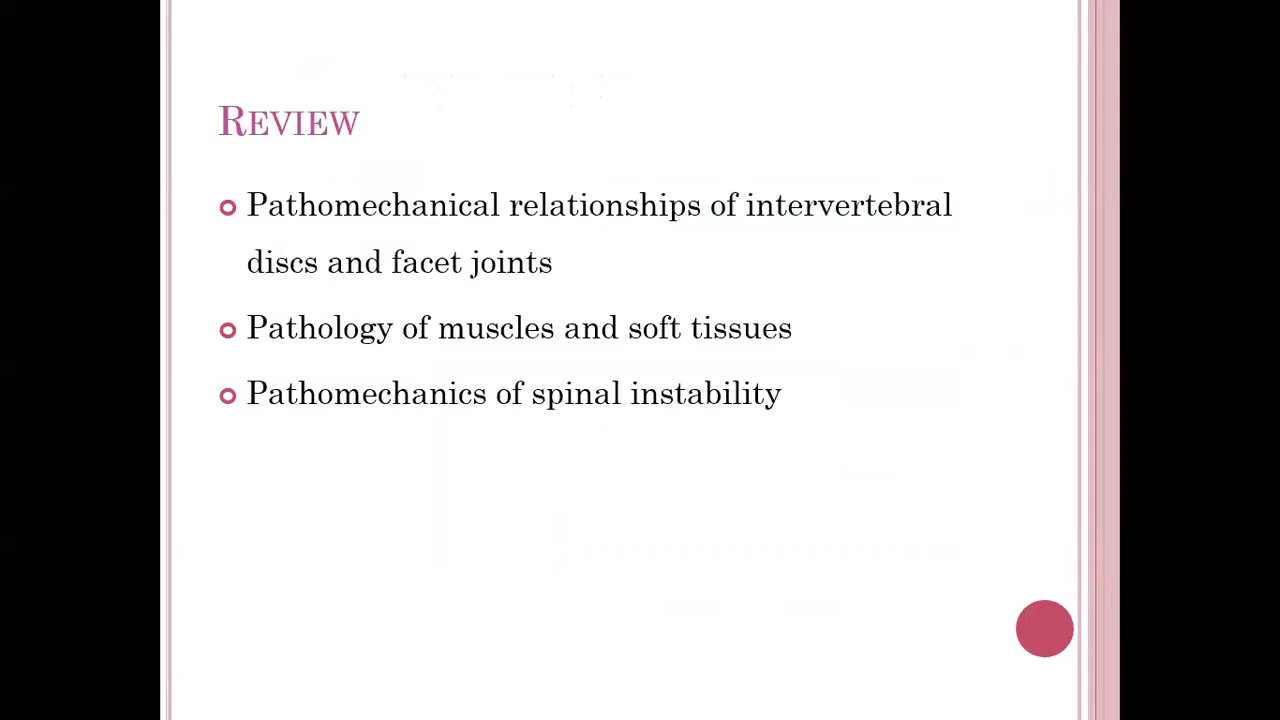 Review
Pathomechanical relationships of intervertebral
discs and facet joints
Pathology of muscles and soft tissues
Pathomechanics of spinal instability